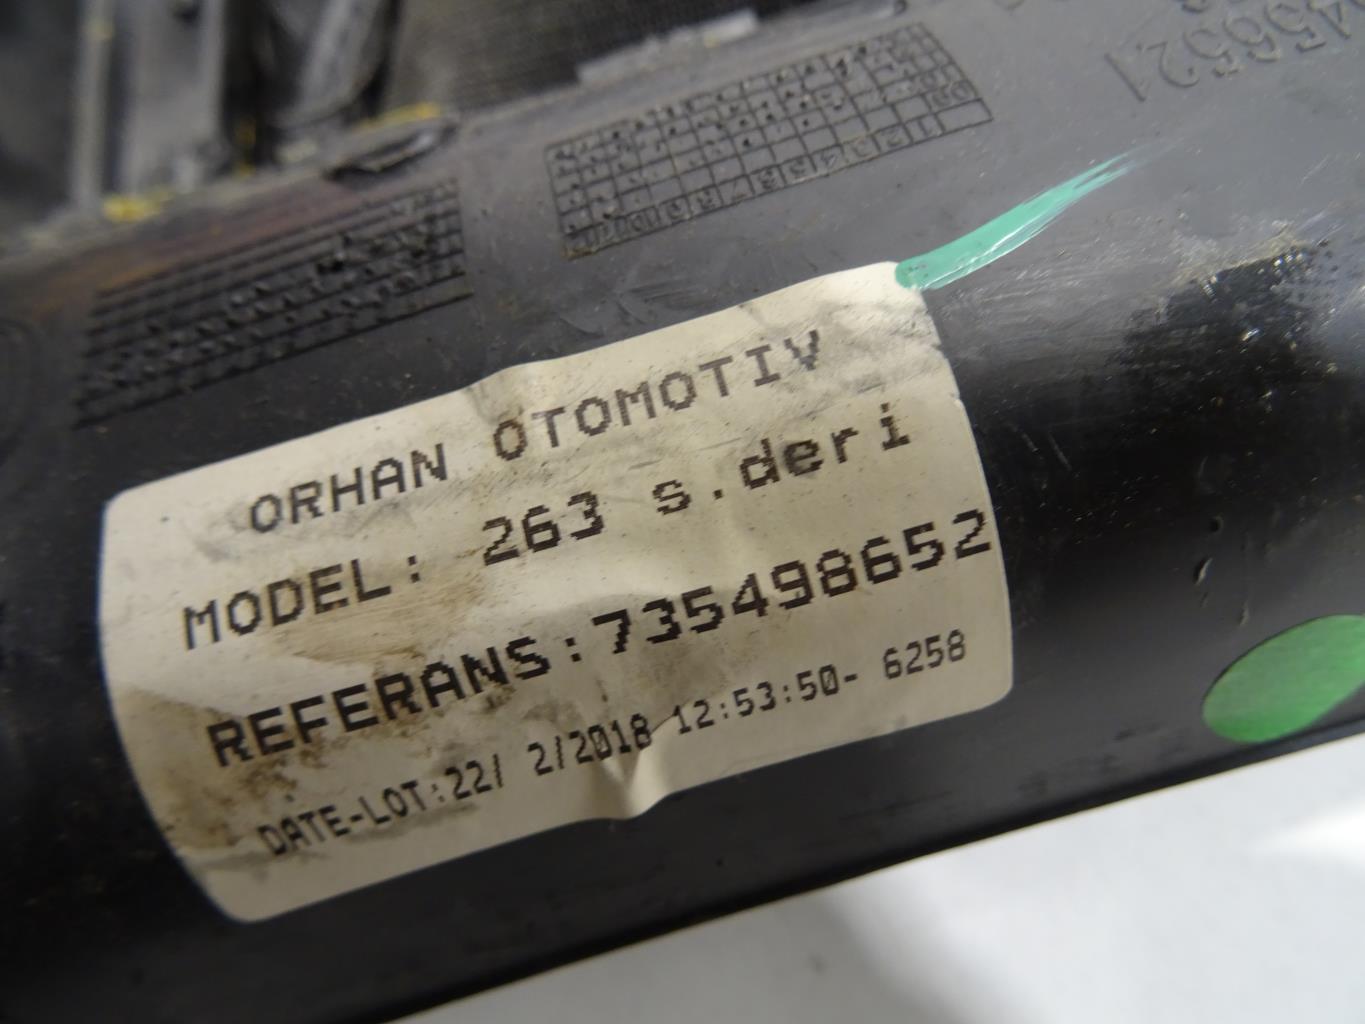 ORHAN OTOMOTIV
MODEL: 263 s.deri
REFERANS:735498652
DATE-LOT:22/ 2/2018 12:53:50- 6258